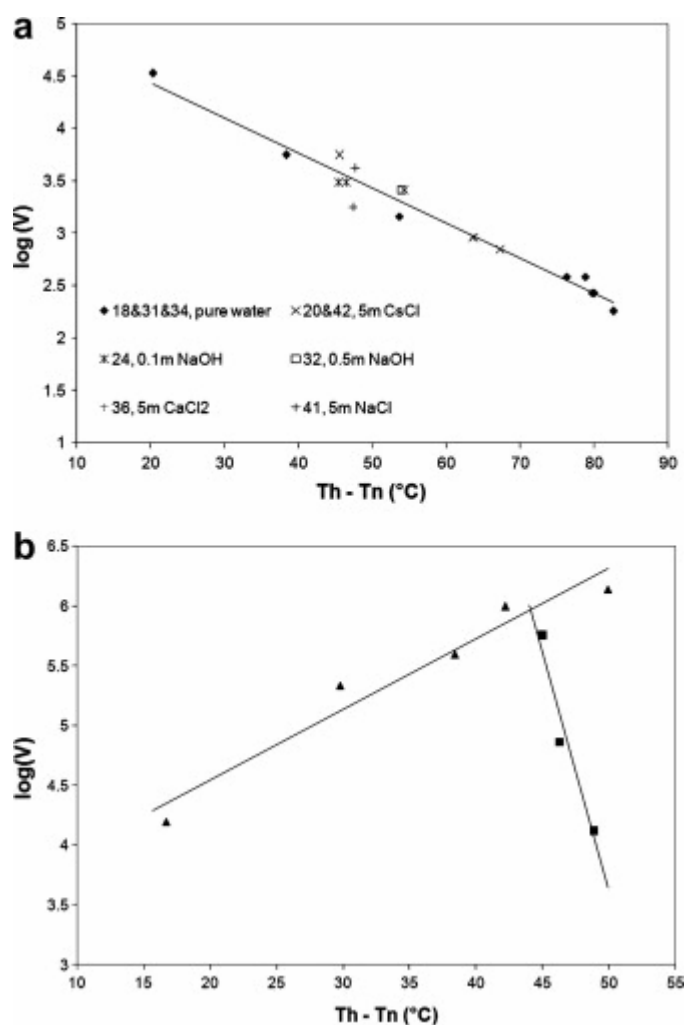 a
5
4.5
4
3.5
3
2.5
2
1.5
1
log (V)
18&31&34, pure water
20&42, 5m CsCl
24, 0.1m NaOH
32, 0.5m NaOH
36, 5m CaCl2
41, 5m NaCl
10 20 30 40 50 60 70 80 90
Th - Tn (°C)
b
6.5
6
5.5
5
4.5
4
3.5
3
log(V)
10 15 20 25 30 35 40 45 50 55
Th - Tn (°C)